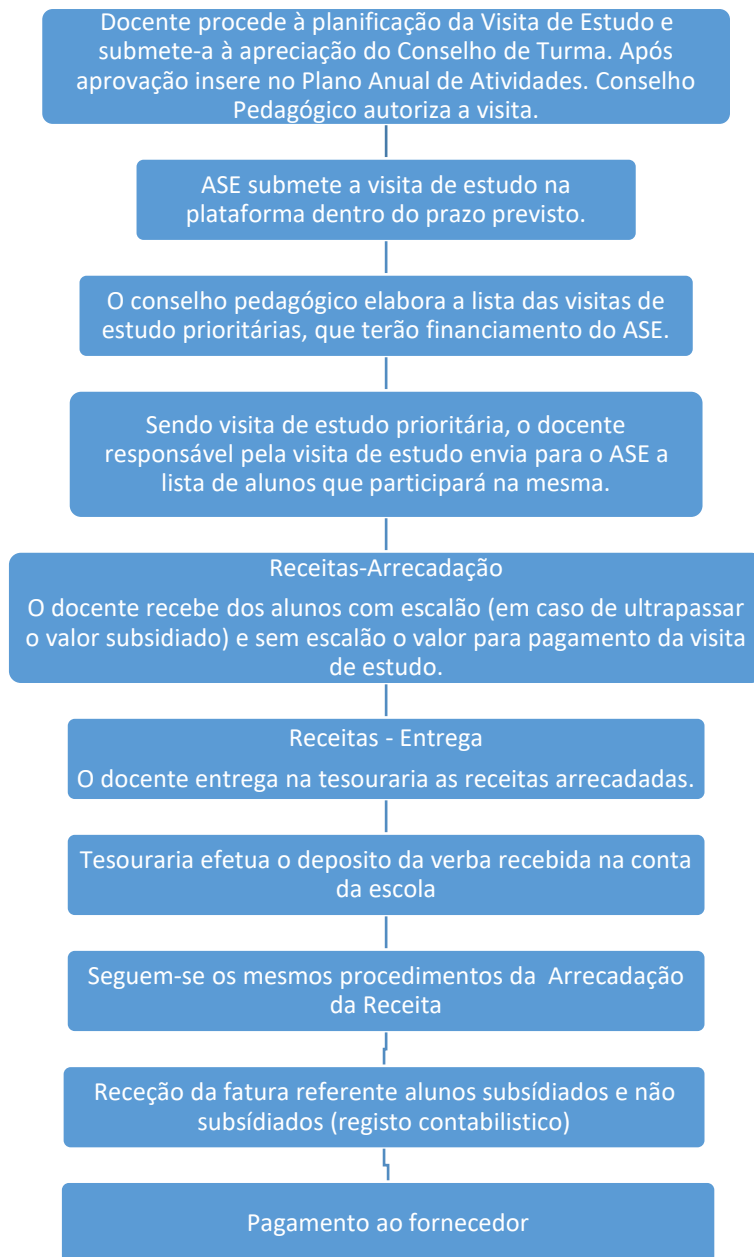 Docente procede à planificação da Visita de Estudo e
submete-a à apreciação do Conselho de Turma. Após
aprovação insere no Plano Anual de Atividades. Conselho
Pedagógico autoriza a visita.
ASE submete a visita de estudo na
plataforma dentro do prazo previsto.
O conselho pedagógico elabora a lista das visitas de
estudo prioritárias, que terão financiamento do ASE.
Sendo visita de estudo prioritária, o docente
responsável pela visita de estudo envia para o ASE a
lista de alunos que participará na mesma.
Receitas-Arrecadação
O docente recebe dos alunos com escalão (em caso de ultrapassar
o valor subsidiado) e sem escalão o valor para pagamento da visita
de estudo.
Receitas - Entrega
O docente entrega na tesouraria as receitas arrecadadas.
Tesouraria efetua o deposito da verba recebida na conta
da escola
Seguem-se os mesmos procedimentos da Arrecadação
da Receita
Receção da fatura referente alunos subsídiados e não
subsídiados (registo contabilistico)
Pagamento ao fornecedor